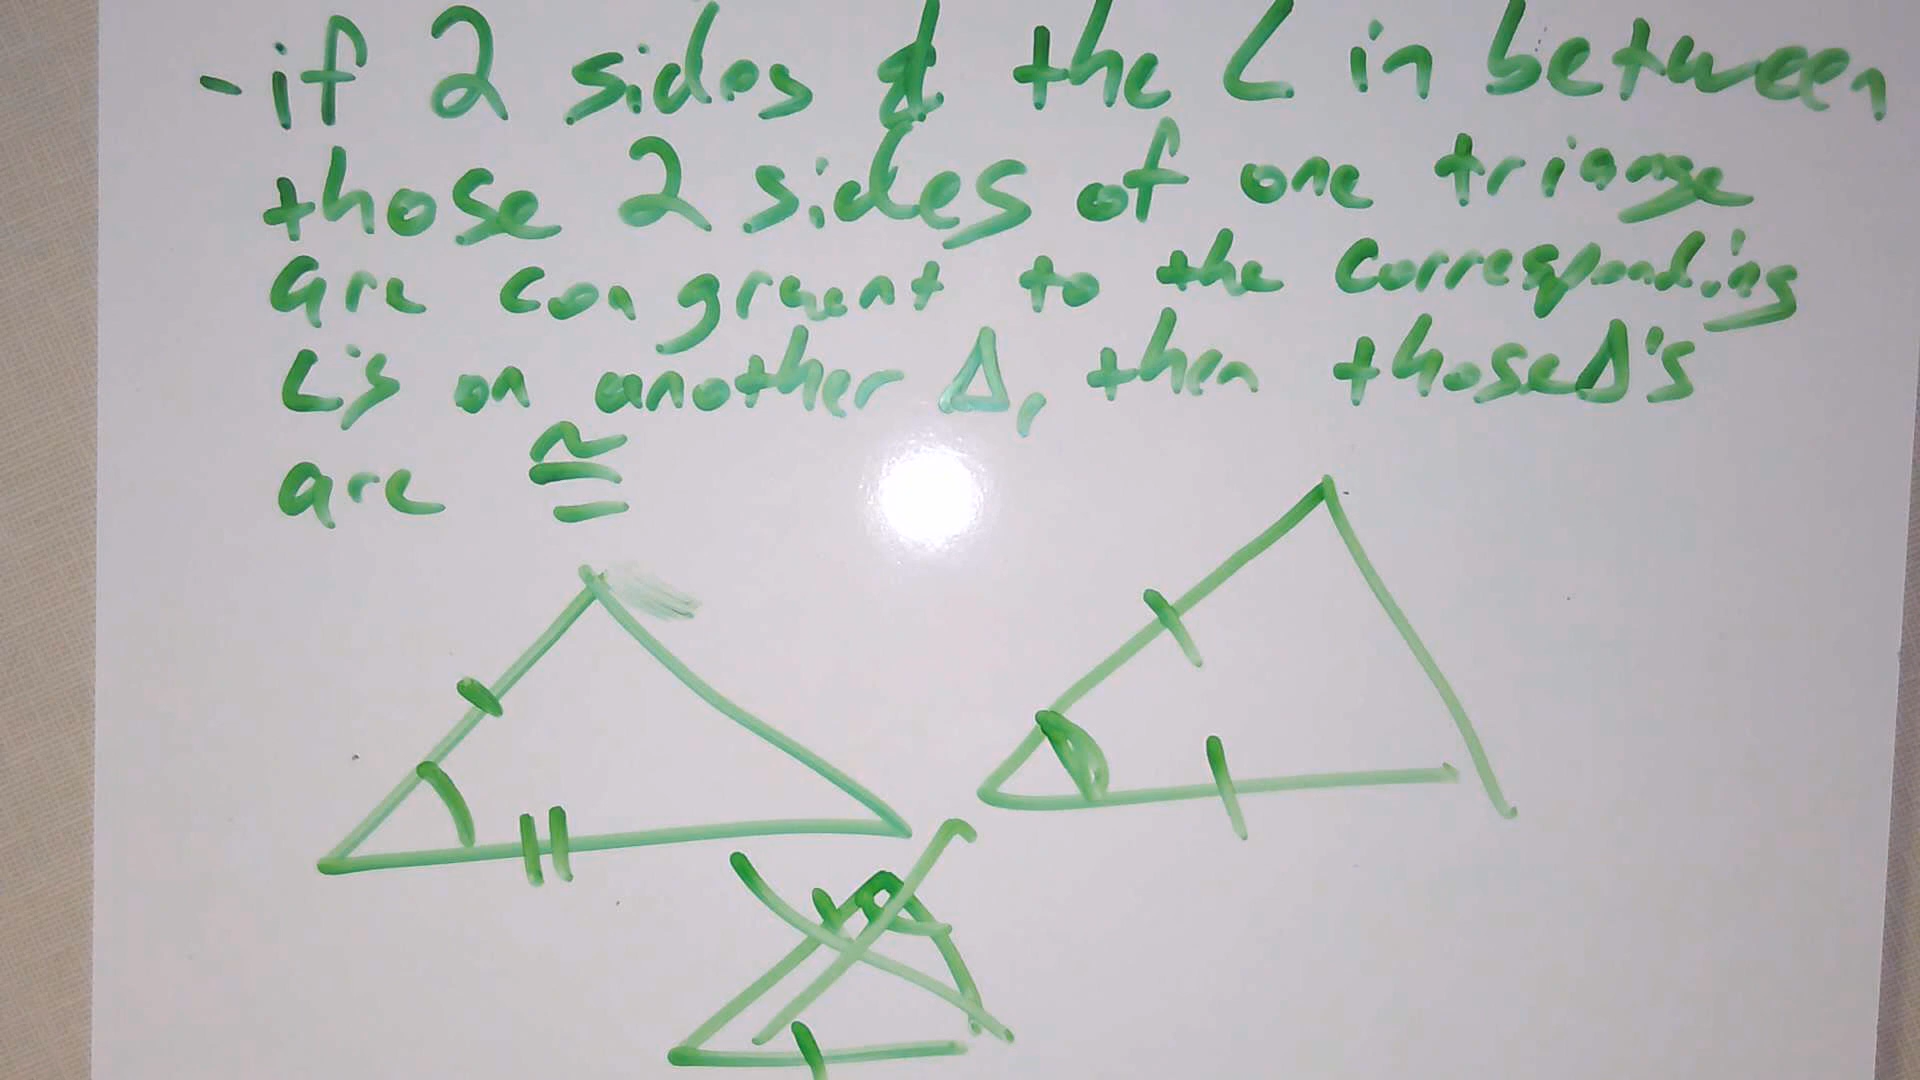 - if 2 sides & the ∠ in between
those 2 sides of one triange
are congruent to the corresponding
∠'s on another Δ, then those Δ's
are ≅